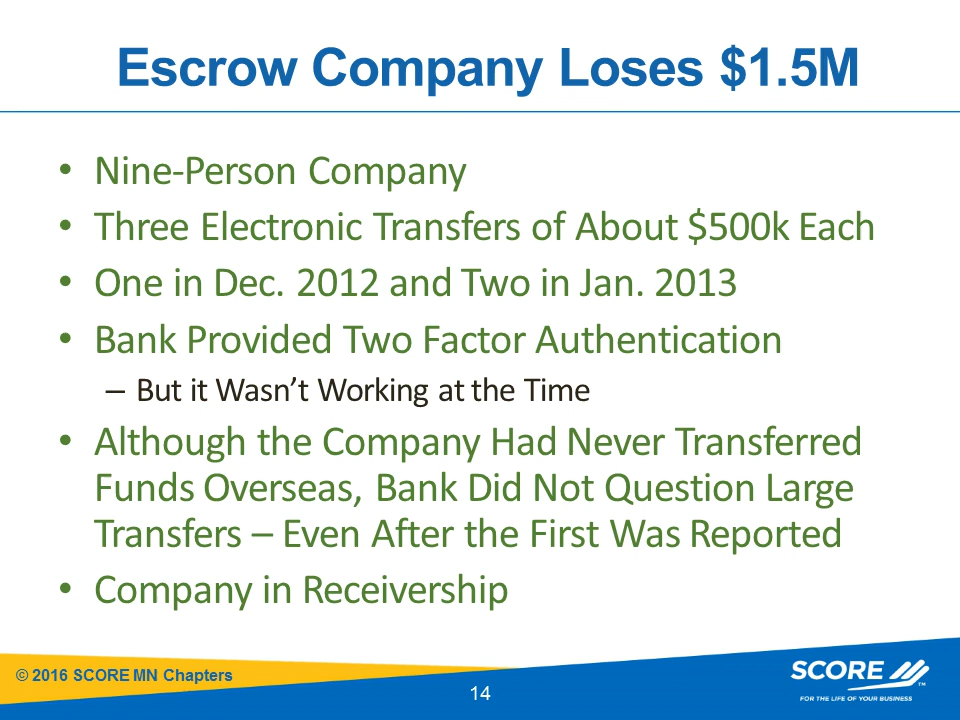 Escrow Company Loses $1.5M
• Nine-Person Company
• Three Electronic Transfers of About $500k Each
• One in Dec. 2012 and Two in Jan. 2013
• Bank Provided Two Factor Authentication
– But it Wasn’t Working at the Time
• Although the Company Had Never Transferred
Funds Overseas, Bank Did Not Question Large
Transfers – Even After the First Was Reported
• Company in Receivership
© 2016 SCORE MN Chapters
14
SCORE ™
FOR THE LIFE OF YOUR BUSINESS